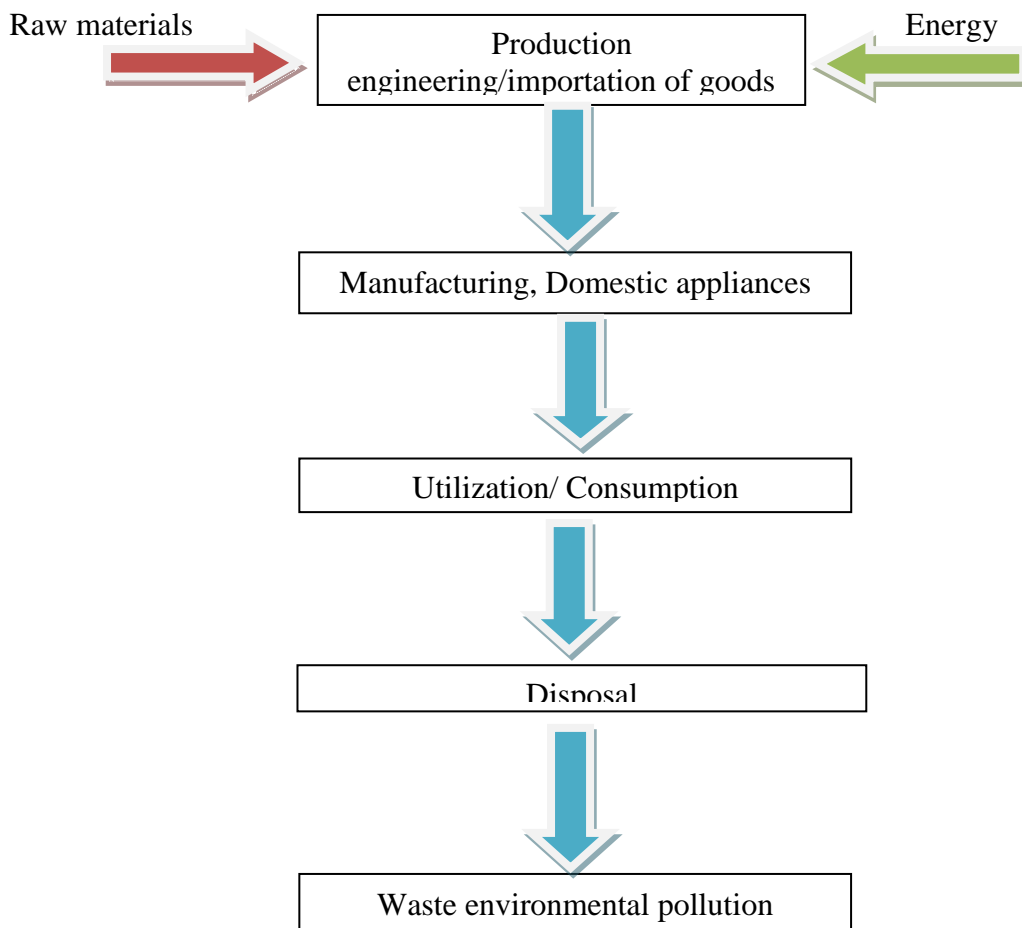 Raw materials
Production
engineering/importation of goods
Energy
Manufacturing, Domestic appliances
Utilization/ Consumption
Disposal
Waste environmental pollution